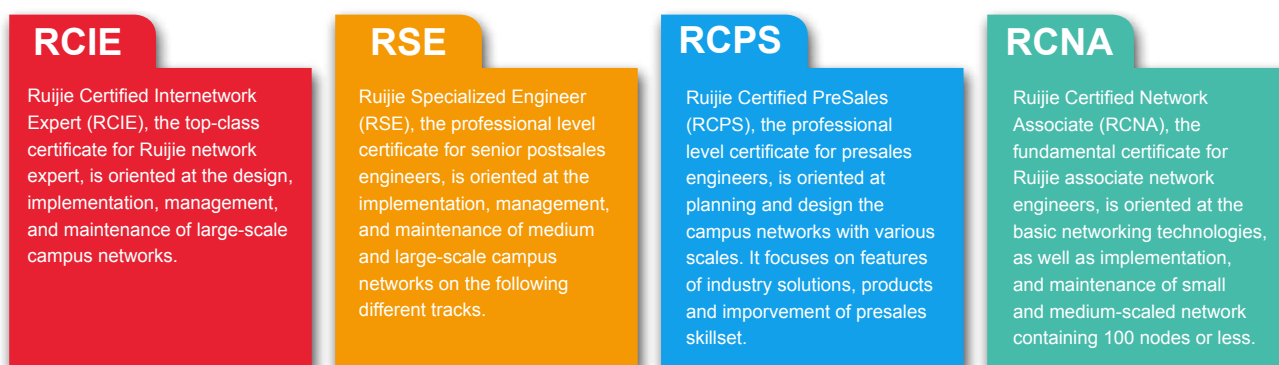 RCIE
Ruijie Certified Internetwork
Expert (RCIE), the top-class
certificate for Ruijie network
expert, is oriented at the design,
implementation, management,
and maintenance of large-scale
campus networks.
RSE
Ruijie Specialized Engineer
(RSE), the professional level
certificate for senior postsales
engineers, is oriented at the
implementation, management,
and maintenance of medium
and large-scale campus
networks on the following
different tracks.
RCPS
Ruijie Certified PreSales
(RCPS), the professional
level certificate for presales
engineers, is oriented at
planning and design the
campus networks with various
scales. It focuses on features
of industry solutions, products
and imporvement of presales
skillset.
RCNA
Ruijie Certified Network
Associate (RCNA), the
fundamental certificate for
Ruijie associate network
engineers, is oriented at the
basic networking technologies,
as well as implementation,
and maintenance of small
and medium-scaled network
containing 100 nodes or less.